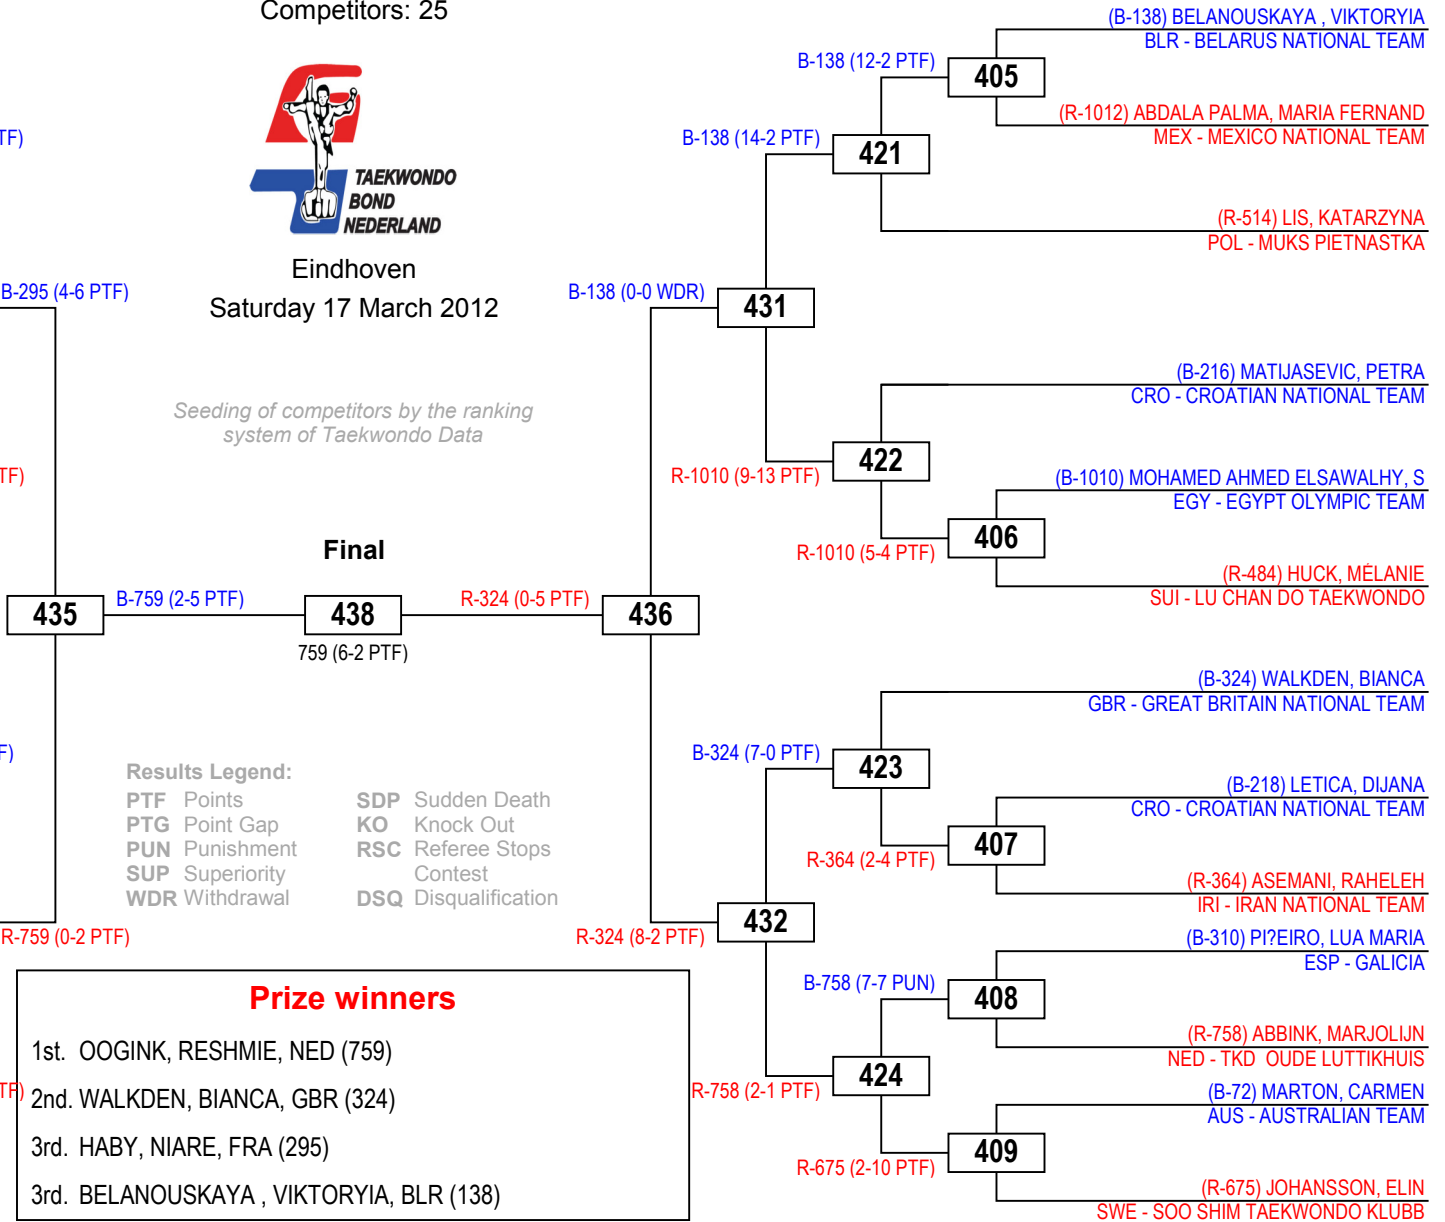 Competitors: 25
TAEKWONDO
BOND
NEDERLAND
Eindhoven
Saturday 17 March 2012
Seeding of competitors by the ranking
system of Taekwondo Data
TF)
B-295 (4-6 PTF)
TF)
435
B-759 (2-5 PTF)
Final
438
759 (6-2 PTF)
R-324 (0-5 PTF)
436
F)
R-759 (0-2 PTF)
TF)
Results Legend:
PTF Points
PTG Point Gap
PUN Punishment
SUP Superiority
WDR Withdrawal
SDP Sudden Death
KO Knock Out
RSC Referee Stops
Contest
DSQ Disqualification
Prize winners
1st. OOGINK, RESHMIE, NED (759)
2nd. WALKDEN, BIANCA, GBR (324)
3rd. HABY, NIARE, FRA (295)
3rd. BELANOUSKAYA , VIKTORYIA, BLR (138)
B-138 (0-0 WDR)
431
R-324 (8-2 PTF)
432
B-138 (14-2 PTF)
421
R-1010 (9-13 PTF)
422
B-324 (7-0 PTF)
423
R-758 (2-1 PTF)
424
B-138 (12-2 PTF)
405
R-1010 (5-4 PTF)
406
R-364 (2-4 PTF)
407
B-758 (7-7 PUN)
408
R-675 (2-10 PTF)
409
(B-138) BELANOUSKAYA , VIKTORYIA
BLR - BELARUS NATIONAL TEAM
(R-1012) ABDALA PALMA, MARIA FERNAND
MEX - MEXICO NATIONAL TEAM
(R-514) LIS, KATARZYNA
POL - MUKS PIETNASTKA
(B-216) MATIJASEVIC, PETRA
CRO - CROATIAN NATIONAL TEAM
(B-1010) MOHAMED AHMED ELSAWALHY, S
EGY - EGYPT OLYMPIC TEAM
(R-484) HUCK, MÉLANIE
SUI - LU CHAN DO TAEKWONDO
(B-324) WALKDEN, BIANCA
GBR - GREAT BRITAIN NATIONAL TEAM
(B-218) LETICA, DIJANA
CRO - CROATIAN NATIONAL TEAM
(R-364) ASEMANI, RAHELEH
IRI - IRAN NATIONAL TEAM
(B-310) PI?EIRO, LUA MARIA
ESP - GALICIA
(R-758) ABBINK, MARJOLIJN
NED - TKD OUDE LUTTIKHUIS
(B-72) MARTON, CARMEN
AUS - AUSTRALIAN TEAM
(R-675) JOHANSSON, ELIN
SWE - SOO SHIM TAEKWONDO KLUBB